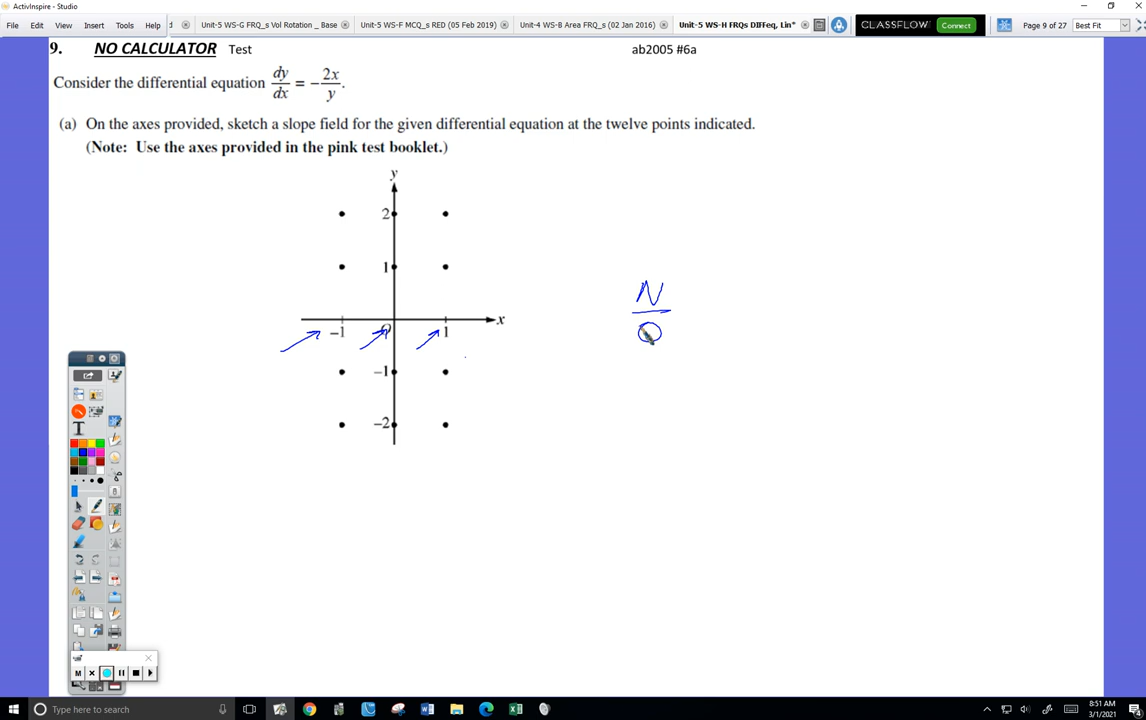 ActivInspire - Studio
File Edit View Insert Tools Help
Unit-5 WS-G FRQ_s Vol Rotation _ Base
Unit-5 WS-F MCQ_s RED (05 Feb 2019)
Unit-4 WS-B Area FRQ_s (02 Jan 2016)
Unit-5 WS-H FRQs DIFFeq, Lin*
CLASSFLOW Connect
Page 9 of 27
Best Fit
9. NO CALCULATOR Test ab2005 #6a
Consider the differential equation dy/dx = −2x/y.
(a) On the axes provided, sketch a slope field for the given differential equation at the twelve points indicated.
(Note: Use the axes provided in the pink test booklet.)
y
2
1
−1 O 1 x
−1
−2
N
0
T
M
Type here to search
8:51 AM
3/1/2021